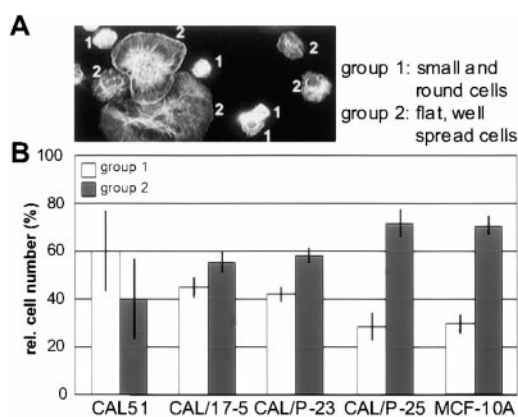 A
1
2
2
1
2
2
2
1
1
group 1: small and
round cells
group 2: flat, well
spread cells
B
group 1
group 2
rel. cell number (%)
100
80
60
40
20
0
CAL51 CAL/17-5 CAL/P-23 CAL/P-25 MCF-10A